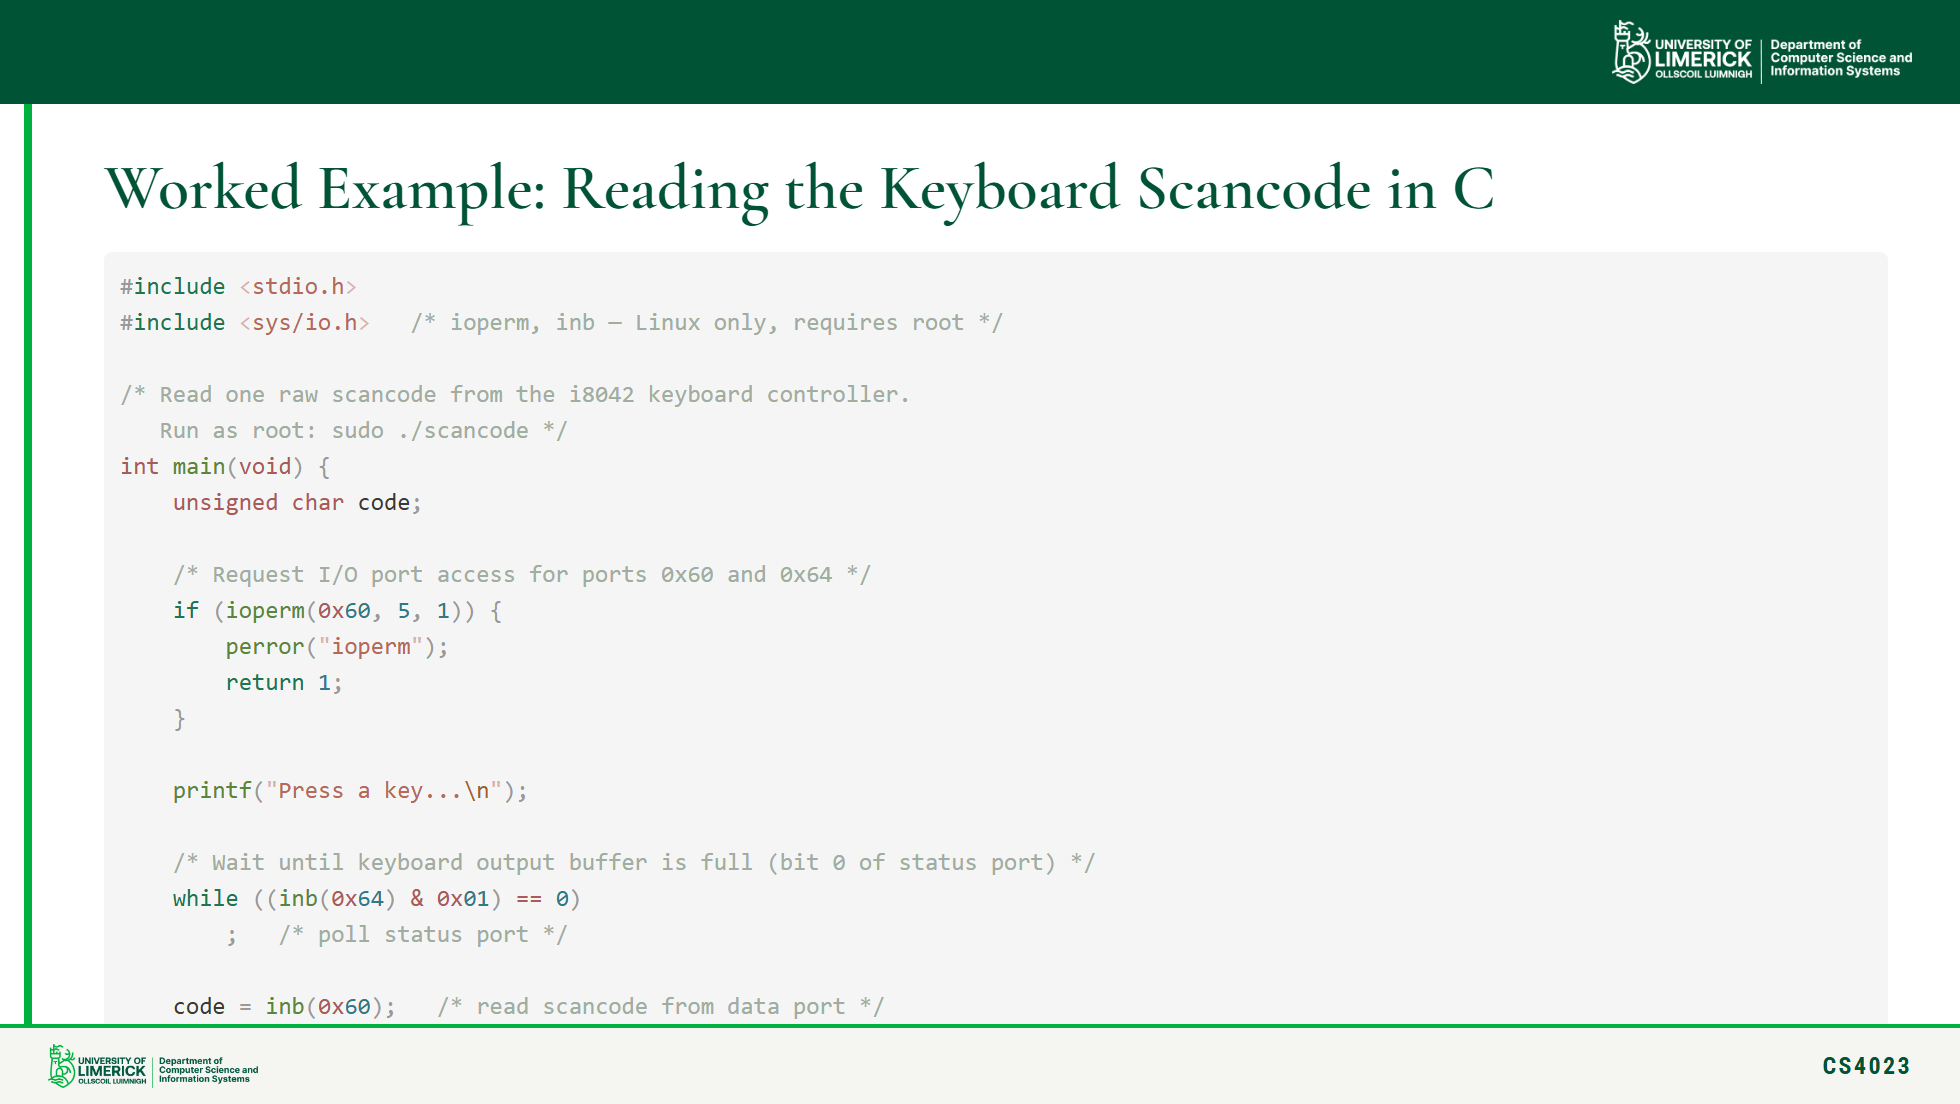 UNIVERSITY OF
LIMERICK
OLLSCOIL LUIMNIGH
Department of
Computer Science and
Information Systems
Worked Example: Reading the Keyboard Scancode in C
#include <stdio.h>
#include <sys/io.h>   /* ioperm, inb — Linux only, requires root */
/* Read one raw scancode from the i8042 keyboard controller.
   Run as root: sudo ./scancode */
int main(void) {
    unsigned char code;
    /* Request I/O port access for ports 0x60 and 0x64 */
    if (ioperm(0x60, 5, 1)) {
        perror("ioperm");
        return 1;
    }
    printf("Press a key...\n");
    /* Wait until keyboard output buffer is full (bit 0 of status port) */
    while ((inb(0x64) & 0x01) == 0)
        ;   /* poll status port */
    code = inb(0x60);   /* read scancode from data port */
UNIVERSITY OF
LIMERICK
OLLSCOIL LUIMNIGH
Department of
Computer Science and
Information Systems
CS4023